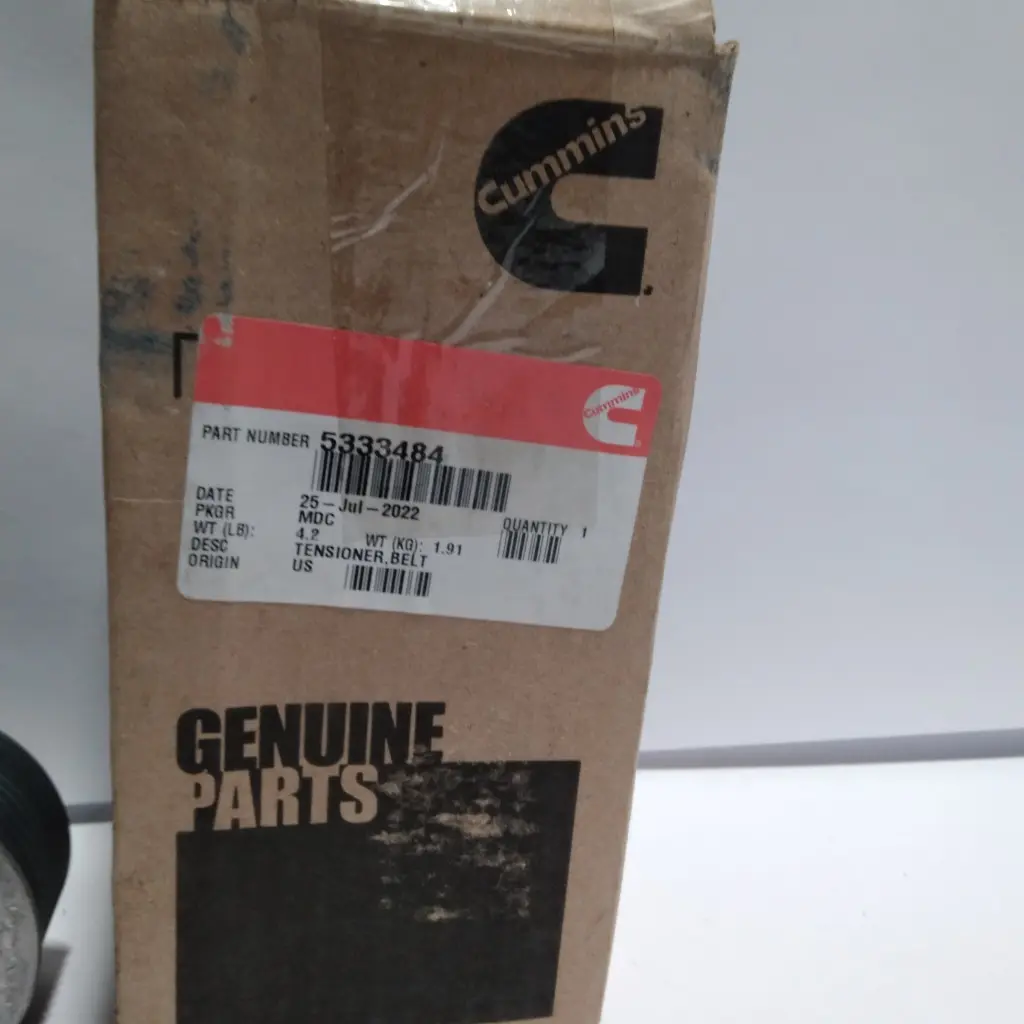 Cummins
Cummins
PART NUMBER 5333484
DATE 25-Jul-2022
PKGR MDC
QUANTITY 1
WT (LB): 4.2 WT (KG): 1.91
DESC TENSIONER,BELT
ORIGIN US
GENUINE
PARTS